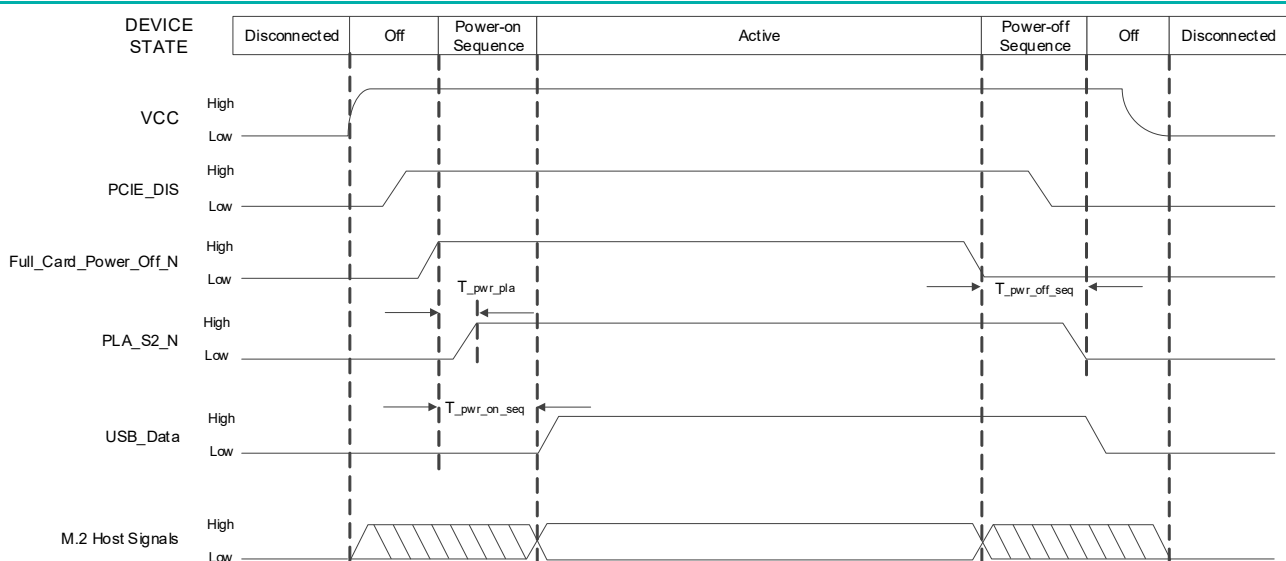 DEVICE
STATE
Disconnected
Off
Power-on
Sequence
Active
Power-off
Sequence
Off
Disconnected
VCC
High
Low
PCIE_DIS
High
Low
Full_Card_Power_Off_N
High
Low
T_pwr_pla
T_pwr_off_seq
PLA_S2_N
High
Low
T_pwr_on_seq
USB_Data
High
Low
M.2 Host Signals
High
Low